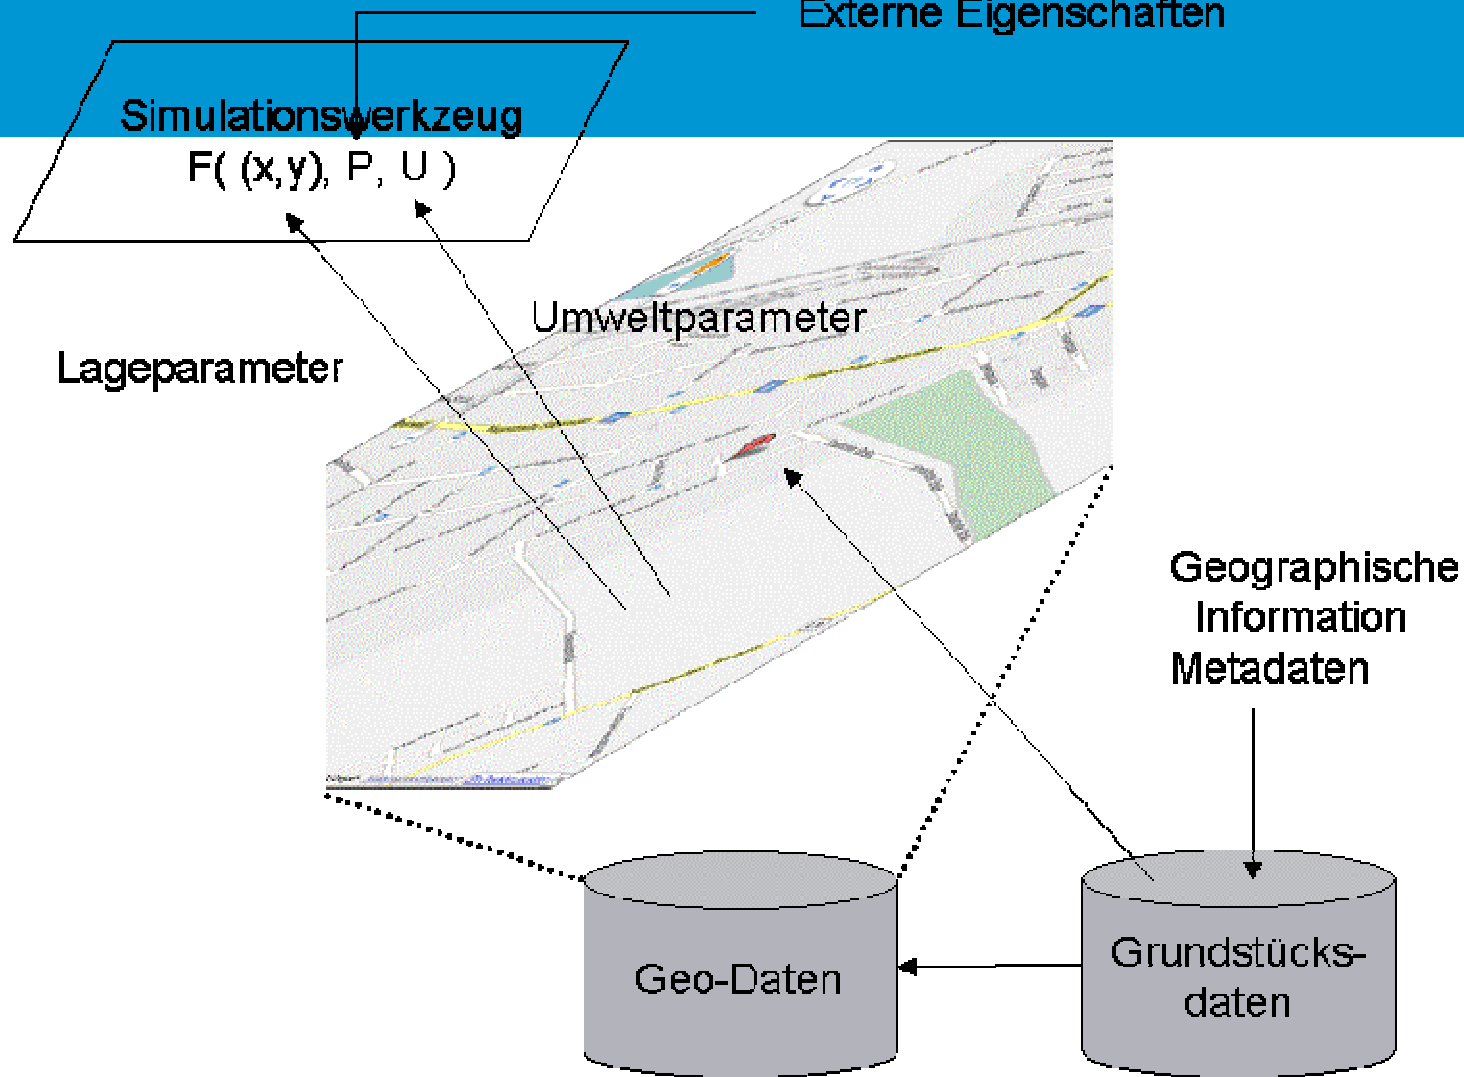 Externe Eigenschaften
Simulationswerkzeug
F( (x,y), P, U )
Umweltparameter
Lageparameter
Geographische
Information
Metadaten
Geo-Daten
Grundstücks-
daten